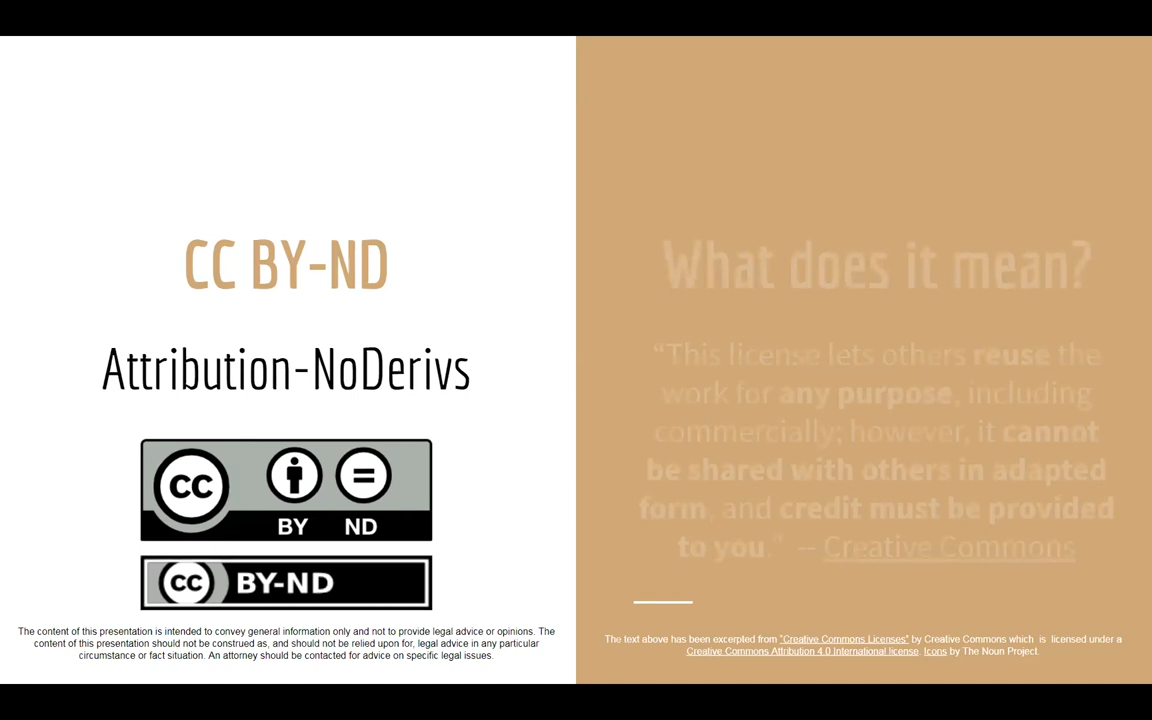 CC BY-ND
Attribution-NoDerivs
CC
BY ND
CC BY-ND
The content of this presentation is intended to convey general information only and not to provide legal advice or opinions. The
content of this presentation should not be construed as, and should not be relied upon for, legal advice in any particular
circumstance or fact situation. An attorney should be contacted for advice on specific legal issues.
What does it mean?
“This license lets others reuse the
work for any purpose, including
commercially; however, it cannot
be shared with others in adapted
form, and credit must be provided
to you.” -- Creative Commons
The text above has been excerpted from "Creative Commons Licenses" by Creative Commons which is licensed under a
Creative Commons Attribution 4.0 International license. Icons by The Noun Project.